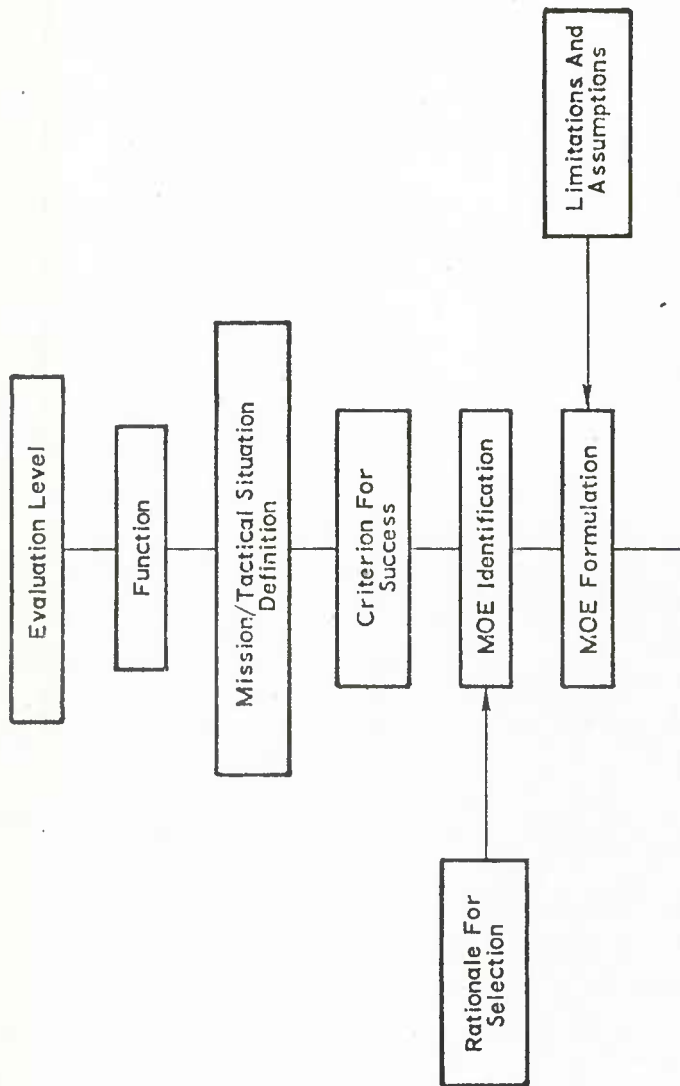 Evaluation Level
Function
Mission/Tactical Situation
Definition
Criterion For
Success
MOE Identification
Rationale For
Selection
MOE Formulation
Limitations And
Assumptions